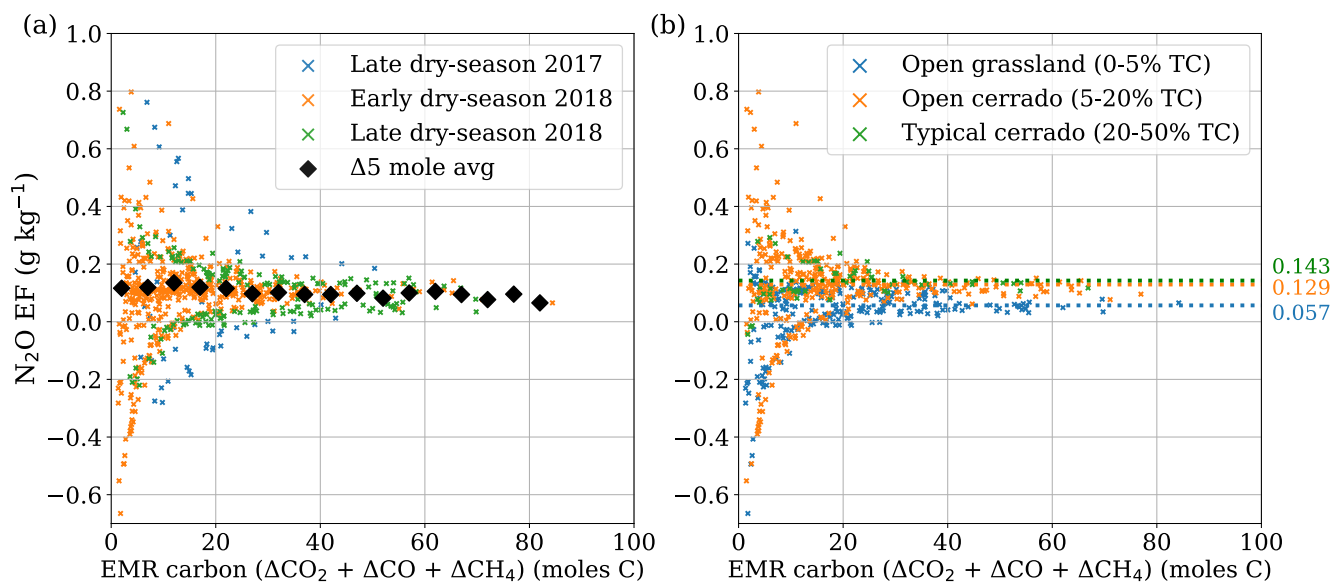 (a)
1.0
0.8
0.6
0.4
0.2
0.0
−0.2
−0.4
−0.6
N₂O EF (g kg⁻¹)
Late dry-season 2017
Early dry-season 2018
Late dry-season 2018
Δ5 mole avg
0 20 40 60 80 100
EMR carbon (ΔCO₂ + ΔCO + ΔCH₄) (moles C)
(b)
1.0
0.8
0.6
0.4
0.2
0.0
−0.2
−0.4
−0.6
Open grassland (0-5% TC)
Open cerrado (5-20% TC)
Typical cerrado (20-50% TC)
0.143
0.129
0.057
0 20 40 60 80 100
EMR carbon (ΔCO₂ + ΔCO + ΔCH₄) (moles C)